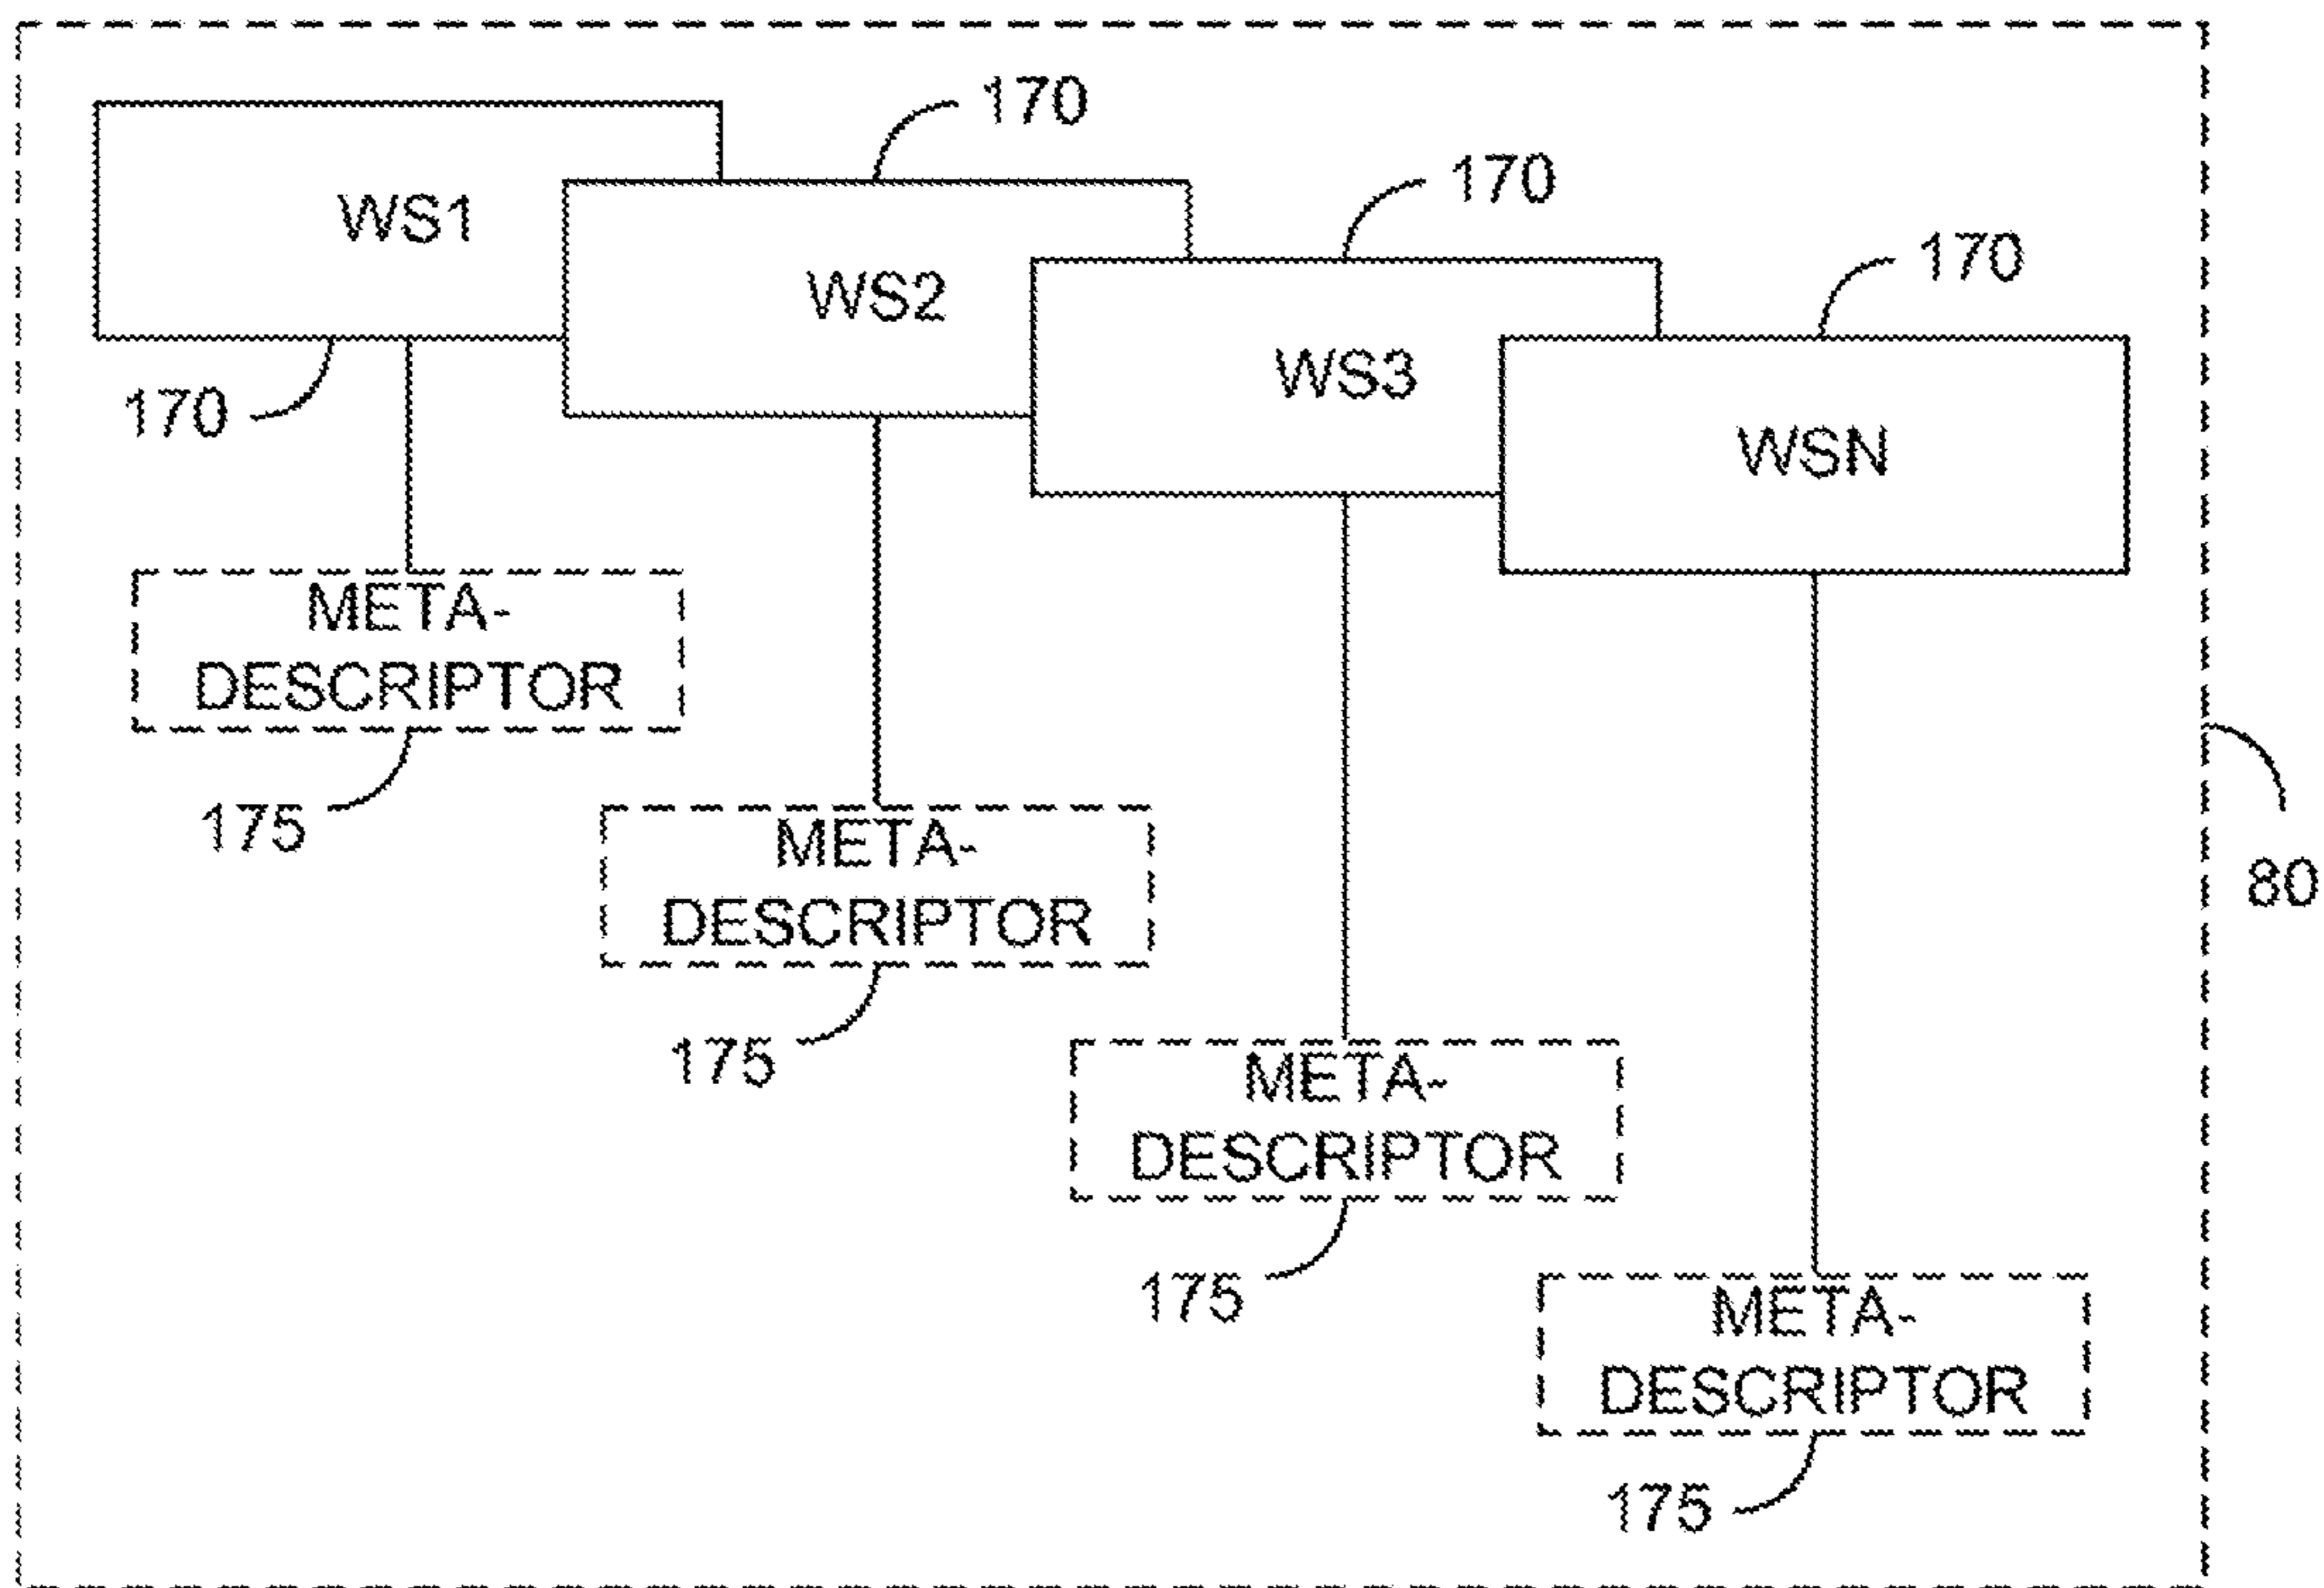 170
WS1
170
WS2
170
170
WS3
170
WSN
META-
DESCRIPTOR
175
META-
DESCRIPTOR
80
175
META-
DESCRIPTOR
175
META-
DESCRIPTOR
175